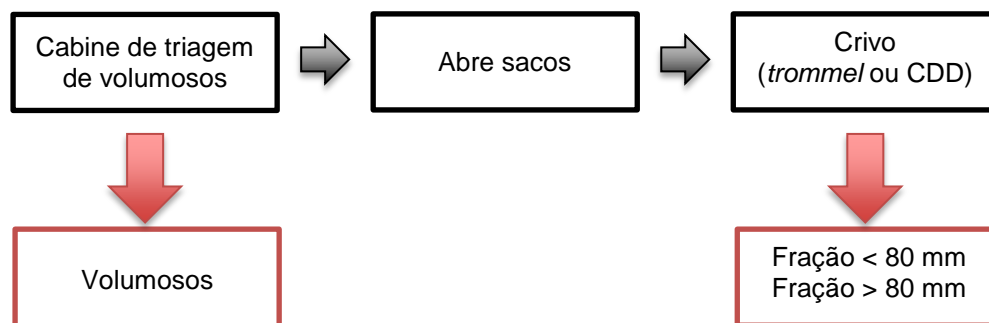 Cabine de triagem
de volumosos
Abre sacos
Crivo
(trommel ou CDD)
Volumosos
Fração < 80 mm
Fração > 80 mm